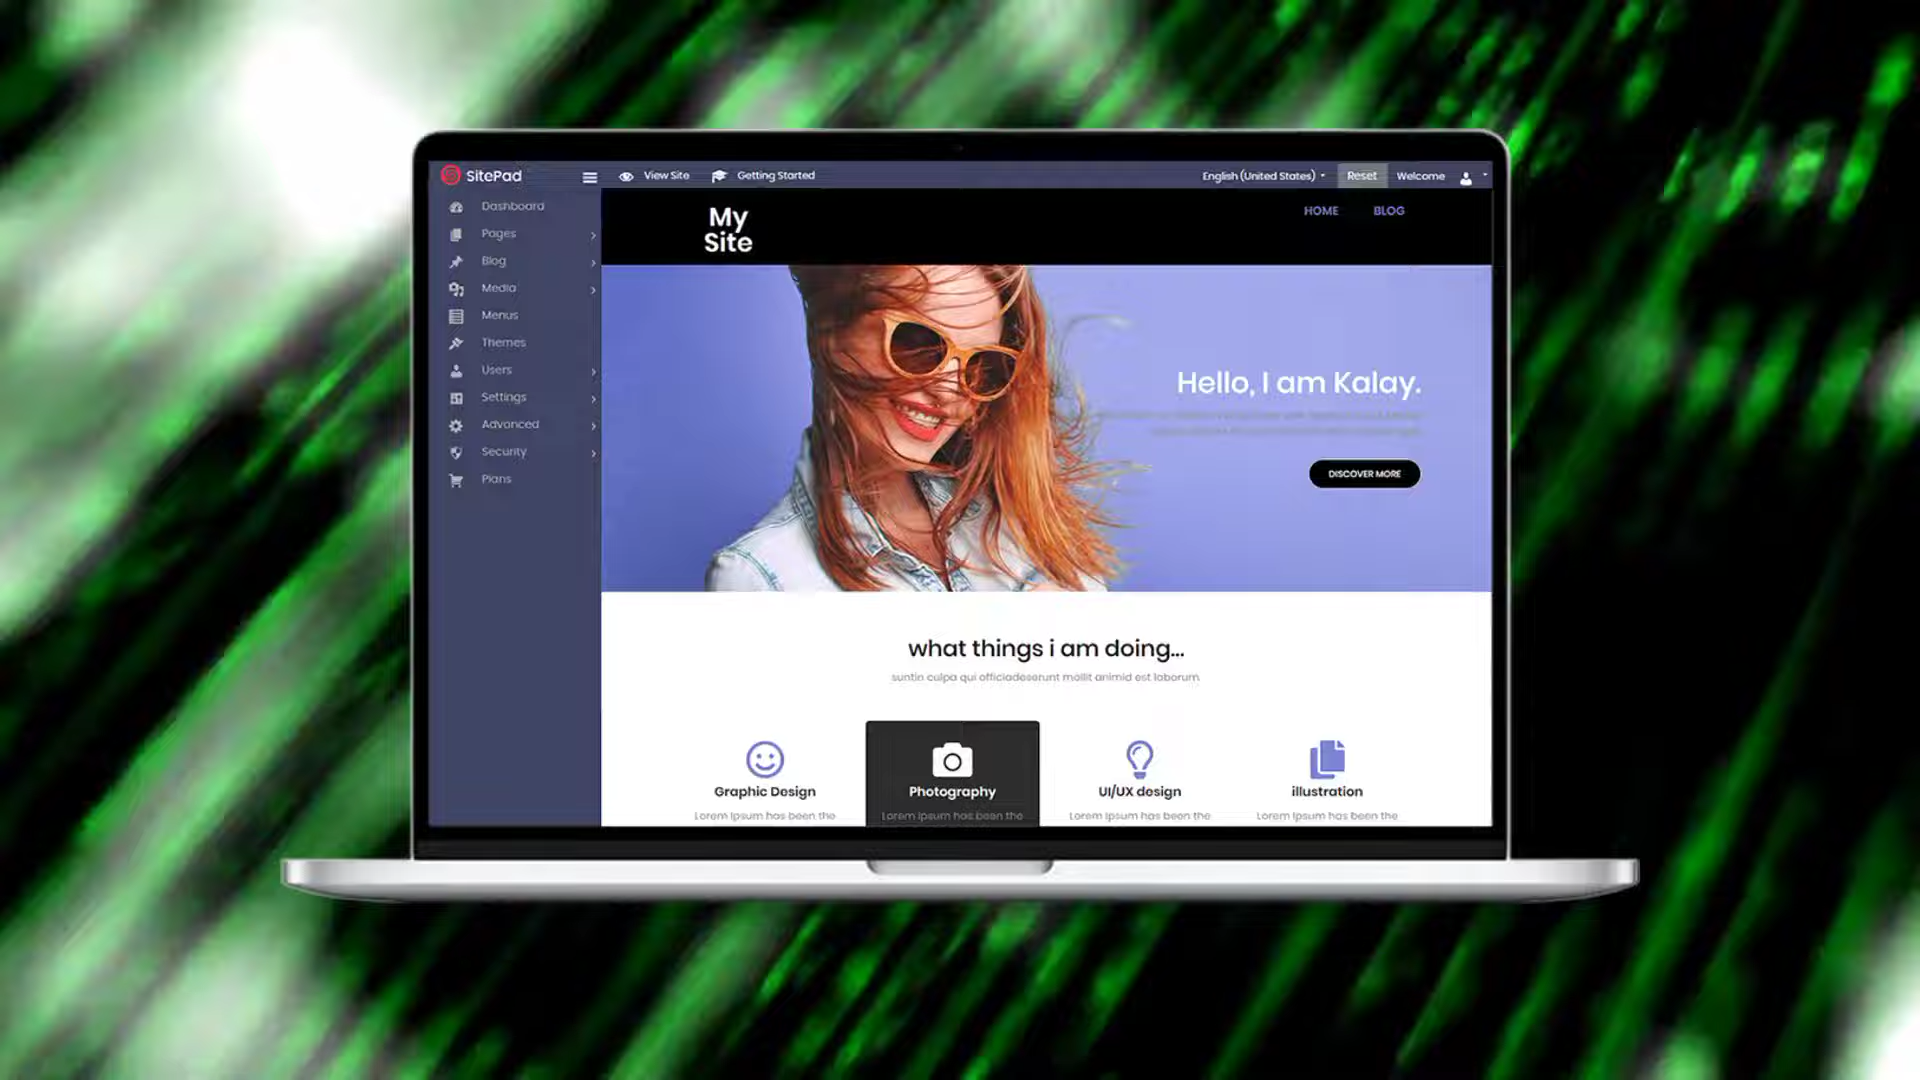 SitePad
View Site
Getting Started
English (United States)
Reset
Welcome
Dashboard
Pages
Blog
Media
Menus
Themes
Users
Settings
Advanced
Security
Plans
My
Site
HOME
BLOG
Hello, I am Kalay.
DISCOVER MORE
what things i am doing...
suntin culpa qui officiadeserunt mollit animid est laborum
Graphic Design
Lorem Ipsum has been the
Photography
Lorem Ipsum has been the
UI/UX design
Lorem Ipsum has been the
illustration
Lorem Ipsum has been the